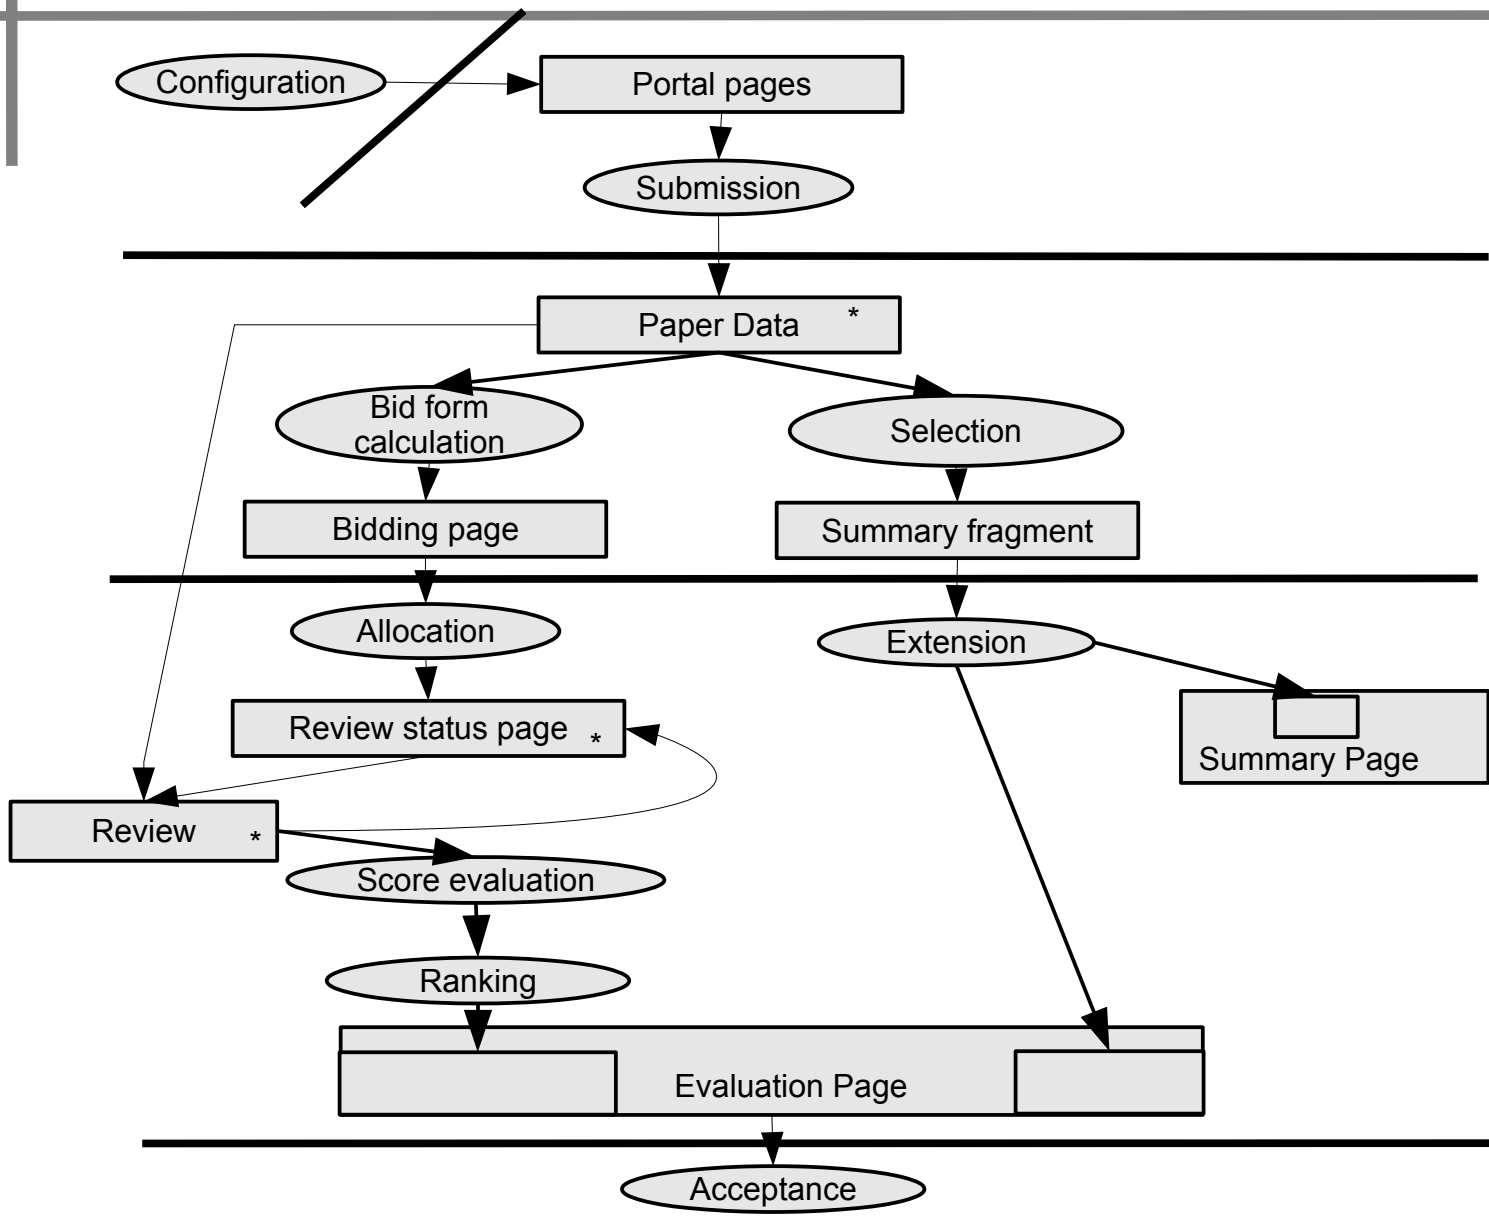 Configuration
Portal pages
Submission
Paper Data *
Bid form
calculation
Selection
Bidding page
Summary fragment
Allocation
Extension
Review status page *
Summary Page
Review *
Score evaluation
Ranking
Evaluation Page
Acceptance